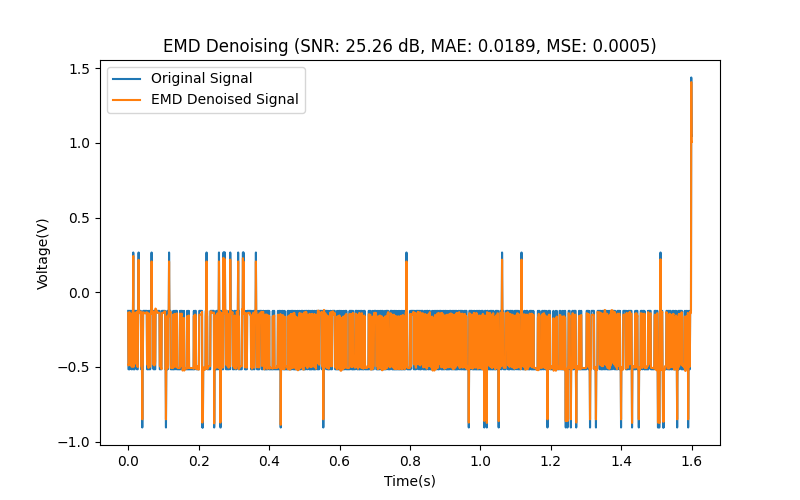 EMD Denoising (SNR: 25.26 dB, MAE: 0.0189, MSE: 0.0005)
Original Signal
EMD Denoised Signal
Voltage(V)
1.5
1.0
0.5
0.0
−0.5
−1.0
0.0 0.2 0.4 0.6 0.8 1.0 1.2 1.4 1.6
Time(s)